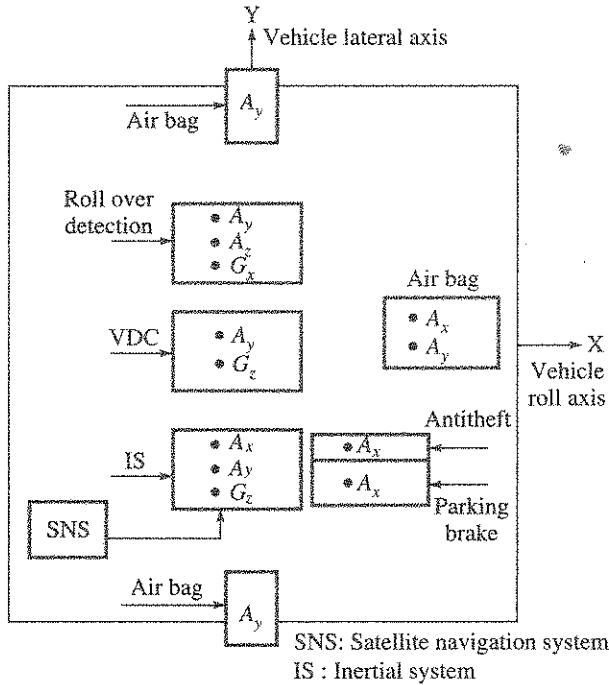 Y
Vehicle lateral axis
A_y
Air bag
Roll over
detection
A_y
A_z
G_x
Air bag
A_x
A_y
VDC
A_y
G_z
X
Vehicle
roll axis
Antitheft
A_x
IS
A_x
A_y
G_z
A_x
Parking
brake
SNS
Air bag
A_y
SNS: Satellite navigation system
IS : Inertial system